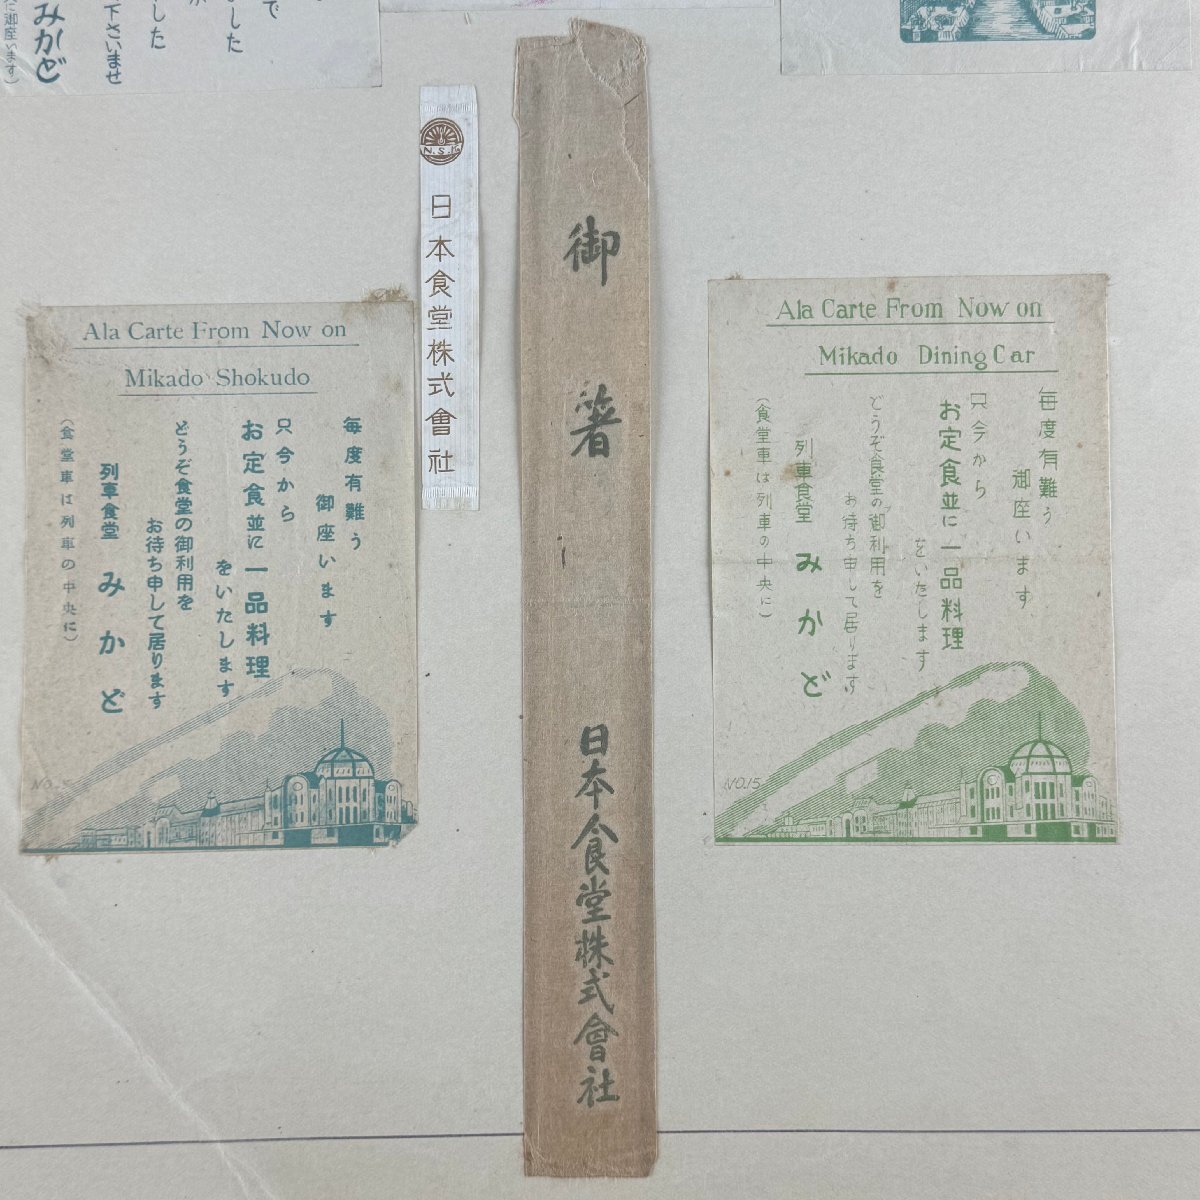 でした
ました
下さいませ
みかど
に御座います)
N.S.K
日本食堂株式會社
御箸
日本食堂株式會社
Ala Carte From Now on
Mikado Shokudo
毎度有難う
御座います
只今から
お定食並に一品料理
をいたします
どうぞ食堂の御利用を
お待ち申して居ります
列車食堂 みかど
(食堂車は列車の中央に)
NO.5
Ala Carte From Now on
Mikado Dining Car
毎度有難う
御座います
只今から
お定食並に一品料理
をいたします
どうぞ食堂の御利用を
お待ち申して居ります
列車食堂 みかど
(食堂車は列車の中央に)
NO.15